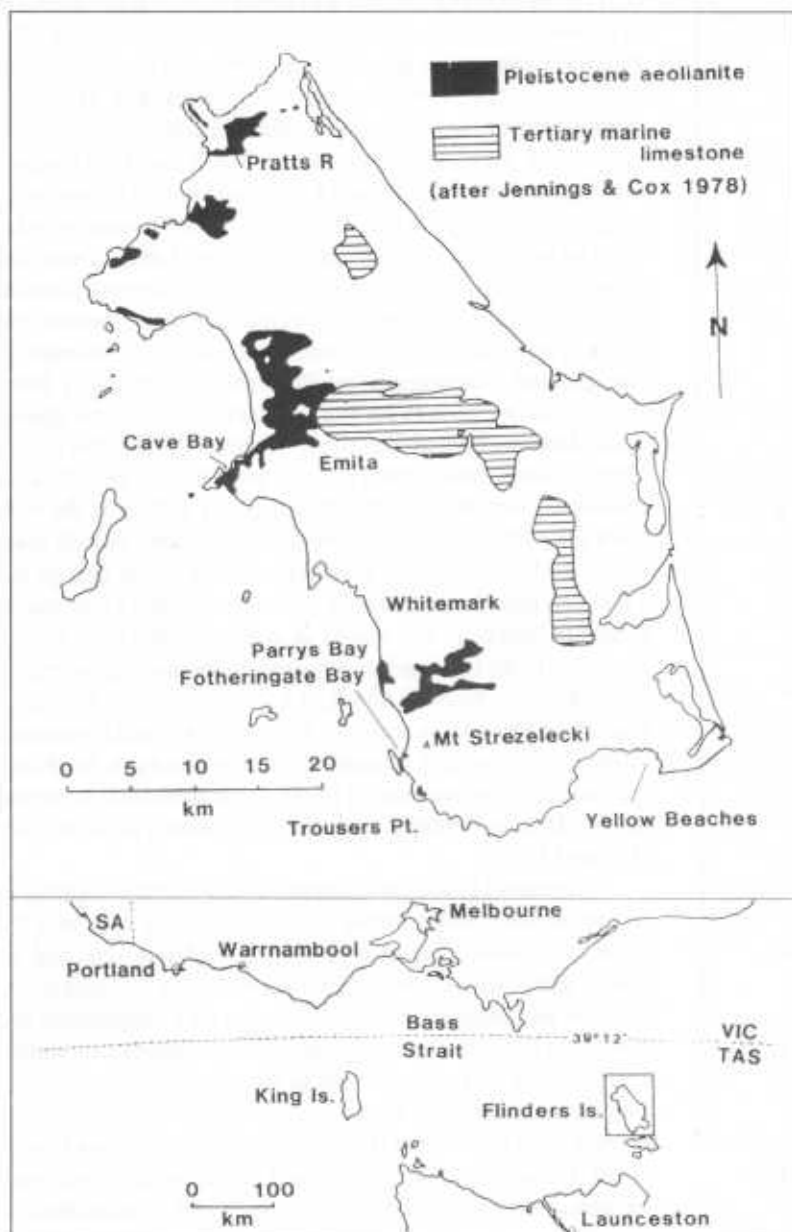 Pleistocene aeolianite
Tertiary marine
limestone
(after Jennings & Cox 1978)
Pratts R
N
Cave Bay
Emita
Whitemark
Parrys Bay
Fotheringate Bay
Mt Strezelecki
0 5 10 15 20
km
Trousers Pt.
Yellow Beaches
SA
Melbourne
Warrnambool
Portland
Bass
Strait
39°12'
VIC
TAS
King Is.
Flinders Is.
0 100
km
Launceston